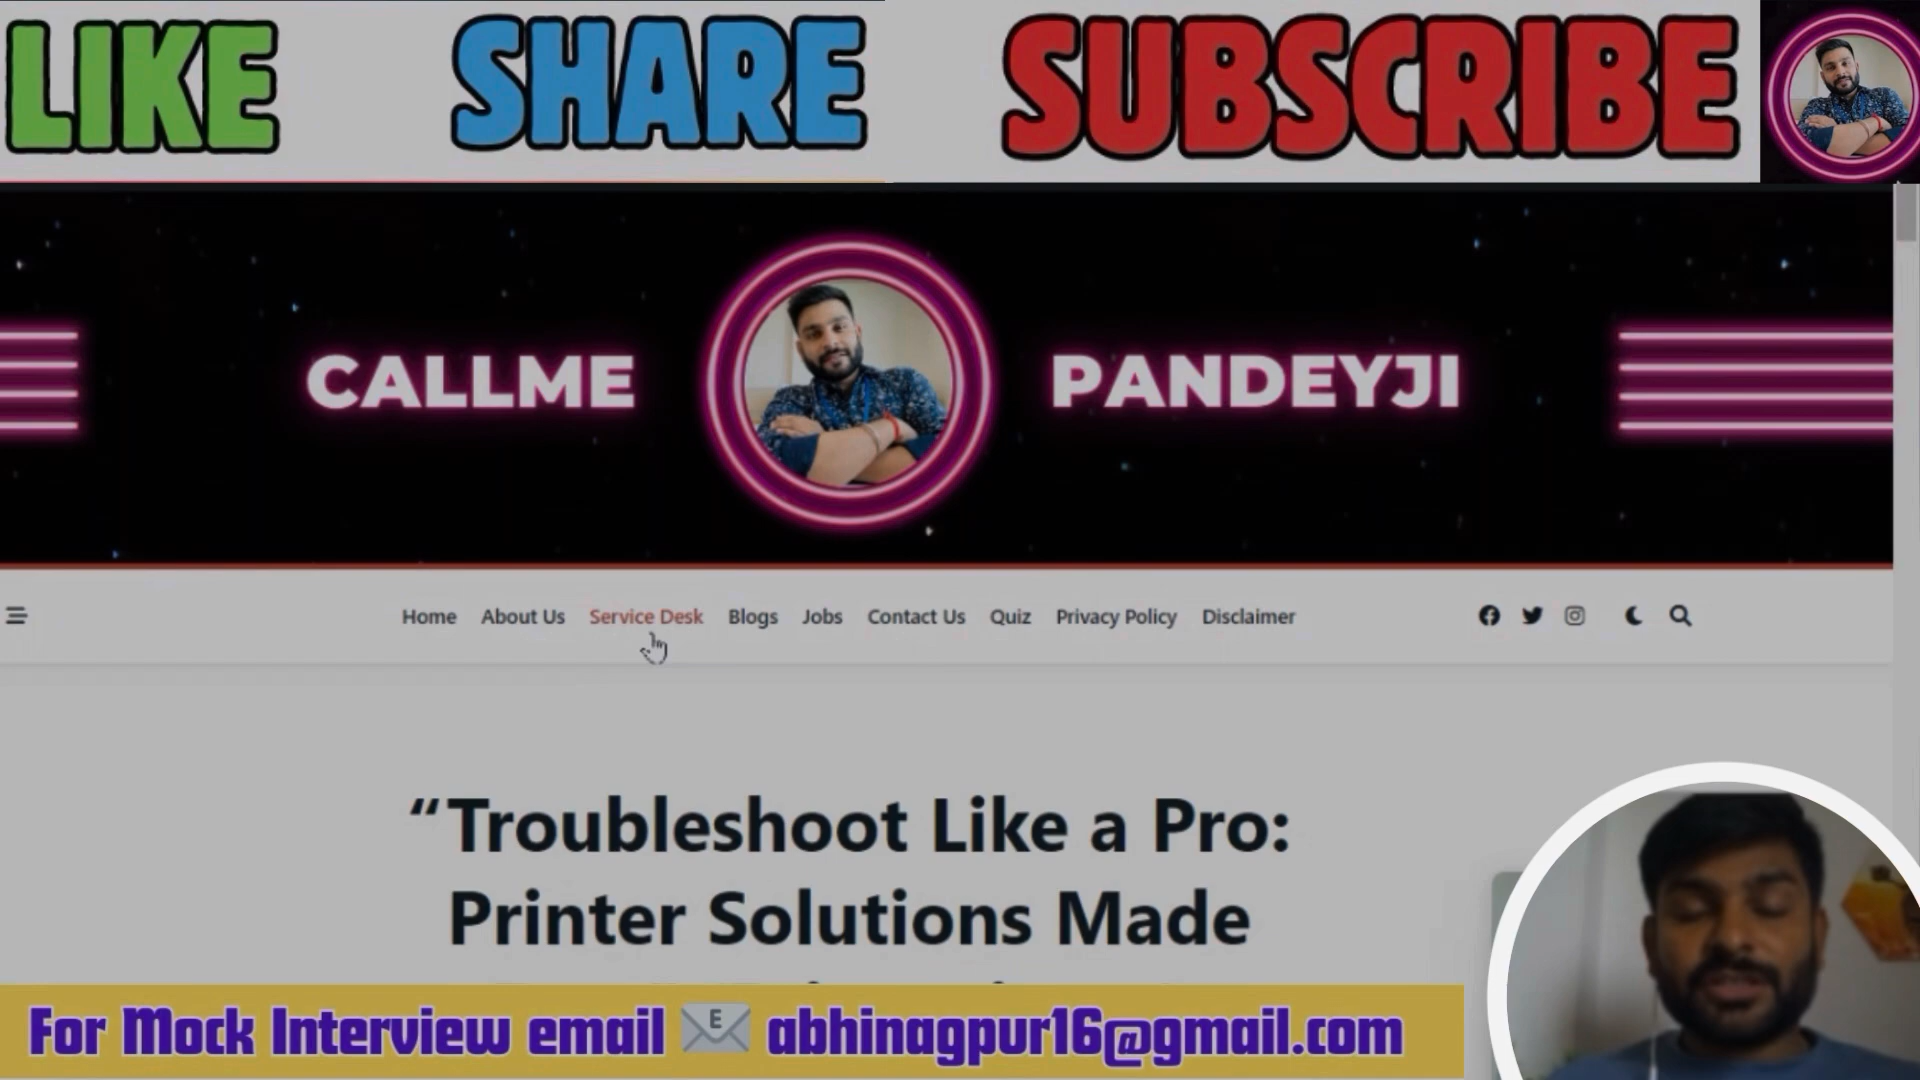 LIKE SHARE SUBSCRIBE
CALLME PANDEYJI
Home About Us Service Desk Blogs Jobs Contact Us Quiz Privacy Policy Disclaimer
“Troubleshoot Like a Pro:
Printer Solutions Made
For Mock Interview email E abhinagpur16@gmail.com